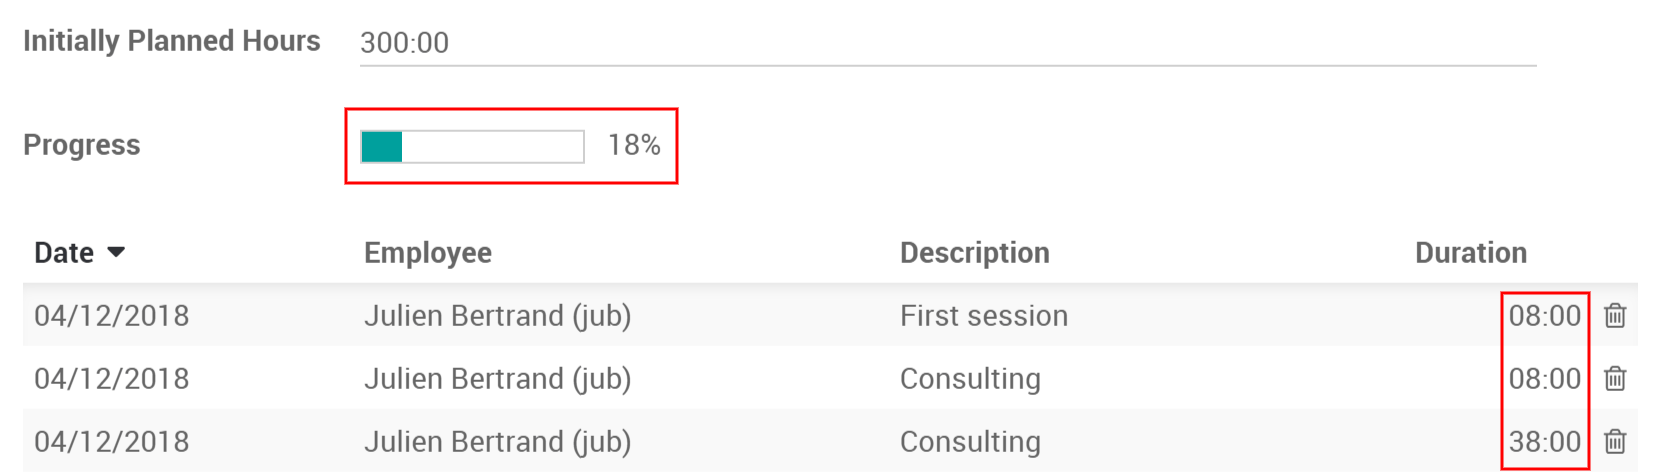 Initially Planned Hours 300:00
Progress 18%
Date Employee Description Duration
04/12/2018 Julien Bertrand (jub) First session 08:00
04/12/2018 Julien Bertrand (jub) Consulting 08:00
04/12/2018 Julien Bertrand (jub) Consulting 38:00